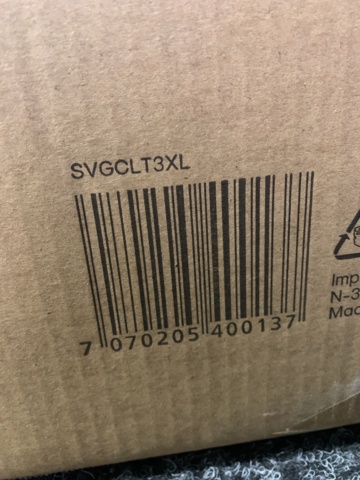 SVGCLT3XL
7 070205 400137
Imp
N-3
Mad